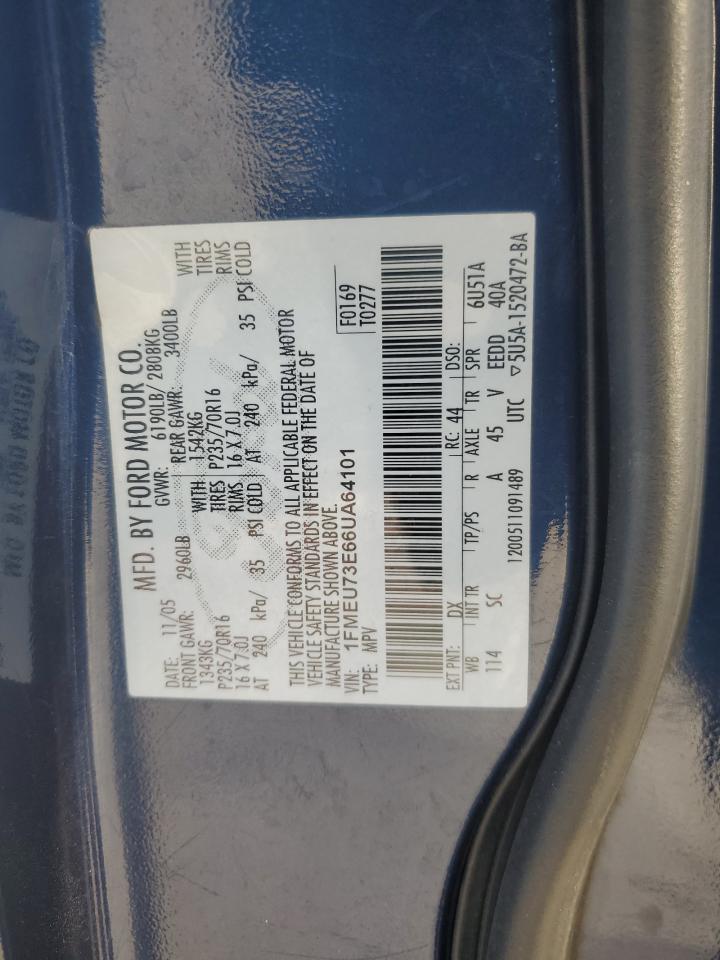 MFD. BY FORD MOTOR CO.
DATE: 11/05 GVWR: 6190LB/ 2808KG
FRONT GAWR: 2960LB REAR GAWR: 3400LB
1343KG WITH 1542KG WITH
P235/70R16 TIRES P235/70R16 TIRES
16 X 7.0J RIMS 16 X 7.0J RIMS
AT 240 kPa/ 35 PSI COLD AT 240 kPa/ 35 PSI COLD
THIS VEHICLE CONFORMS TO ALL APPLICABLE FEDERAL MOTOR
VEHICLE SAFETY STANDARDS IN EFFECT ON THE DATE OF
MANUFACTURE SHOWN ABOVE.
VIN: 1FMEU73E66UA64101 F0169
TYPE: MPV T0277
EXT PNT: DX RC: 44 DSO:
WB INT TR TP/PS R AXLE TR SPR 6U51A
114 SC A 45 V EEDD 40A
1200511091489 UTC ▽5U5A-1520472-BA